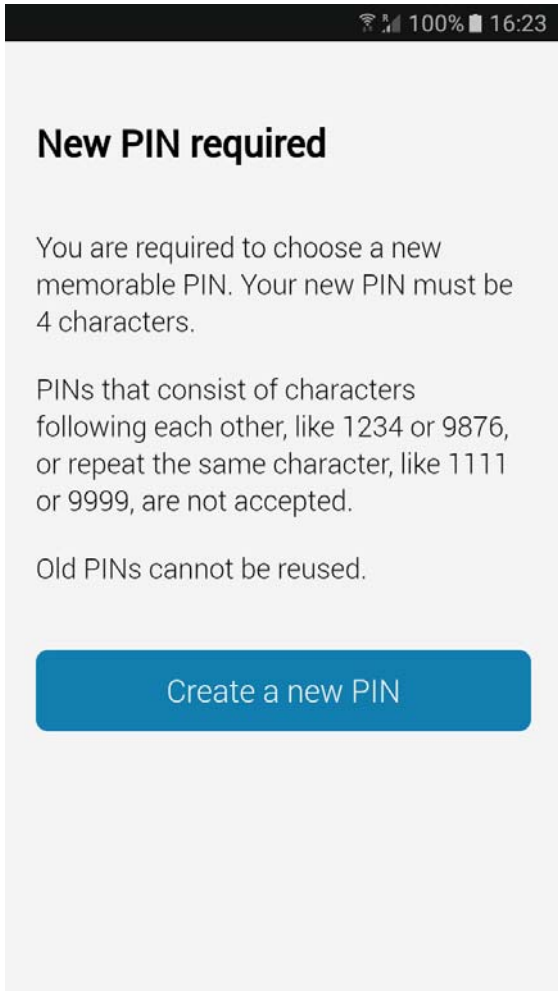 100% 16:23
New PIN required
You are required to choose a new
memorable PIN. Your new PIN must be
4 characters.
PINs that consist of characters
following each other, like 1234 or 9876,
or repeat the same character, like 1111
or 9999, are not accepted.
Old PINs cannot be reused.
Create a new PIN